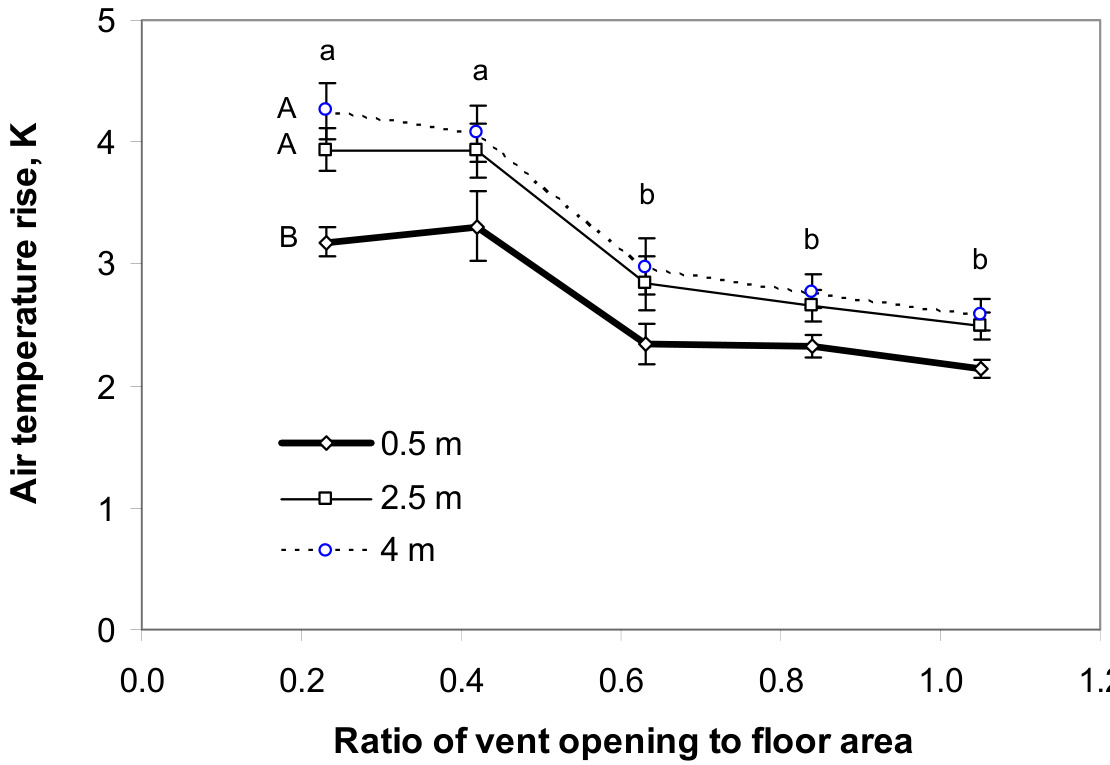 5
a
a
A
4
A
b
B
b
3
b
2
0.5 m
2.5 m
1
4 m
0
0.0 0.2 0.4 0.6 0.8 1.0 1.2
Ratio of vent opening to floor area
Air temperature rise, K